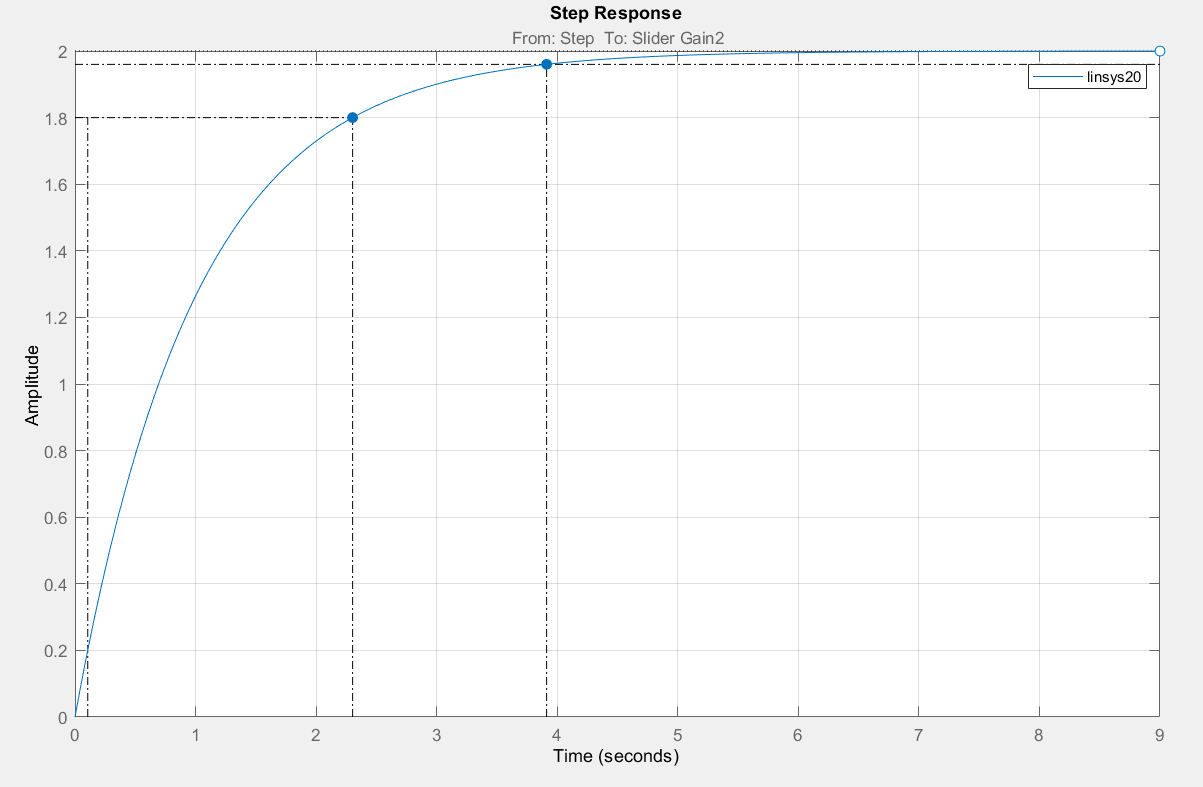 Step Response
From: Step  To: Slider Gain2
linsys20
Amplitude
2
1.8
1.6
1.4
1.2
1
0.8
0.6
0.4
0.2
0
0 1 2 3 4 5 6 7 8 9
Time (seconds)